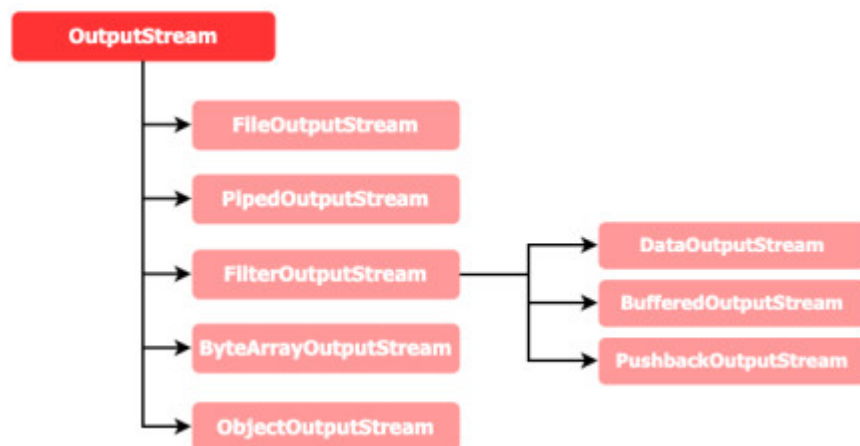 OutputStream
FileOutputStream
PipedOutputStream
FilterOutputStream
ByteArrayOutputStream
ObjectOutputStream
DataOutputStream
BufferedOutputStream
PushbackOutputStream